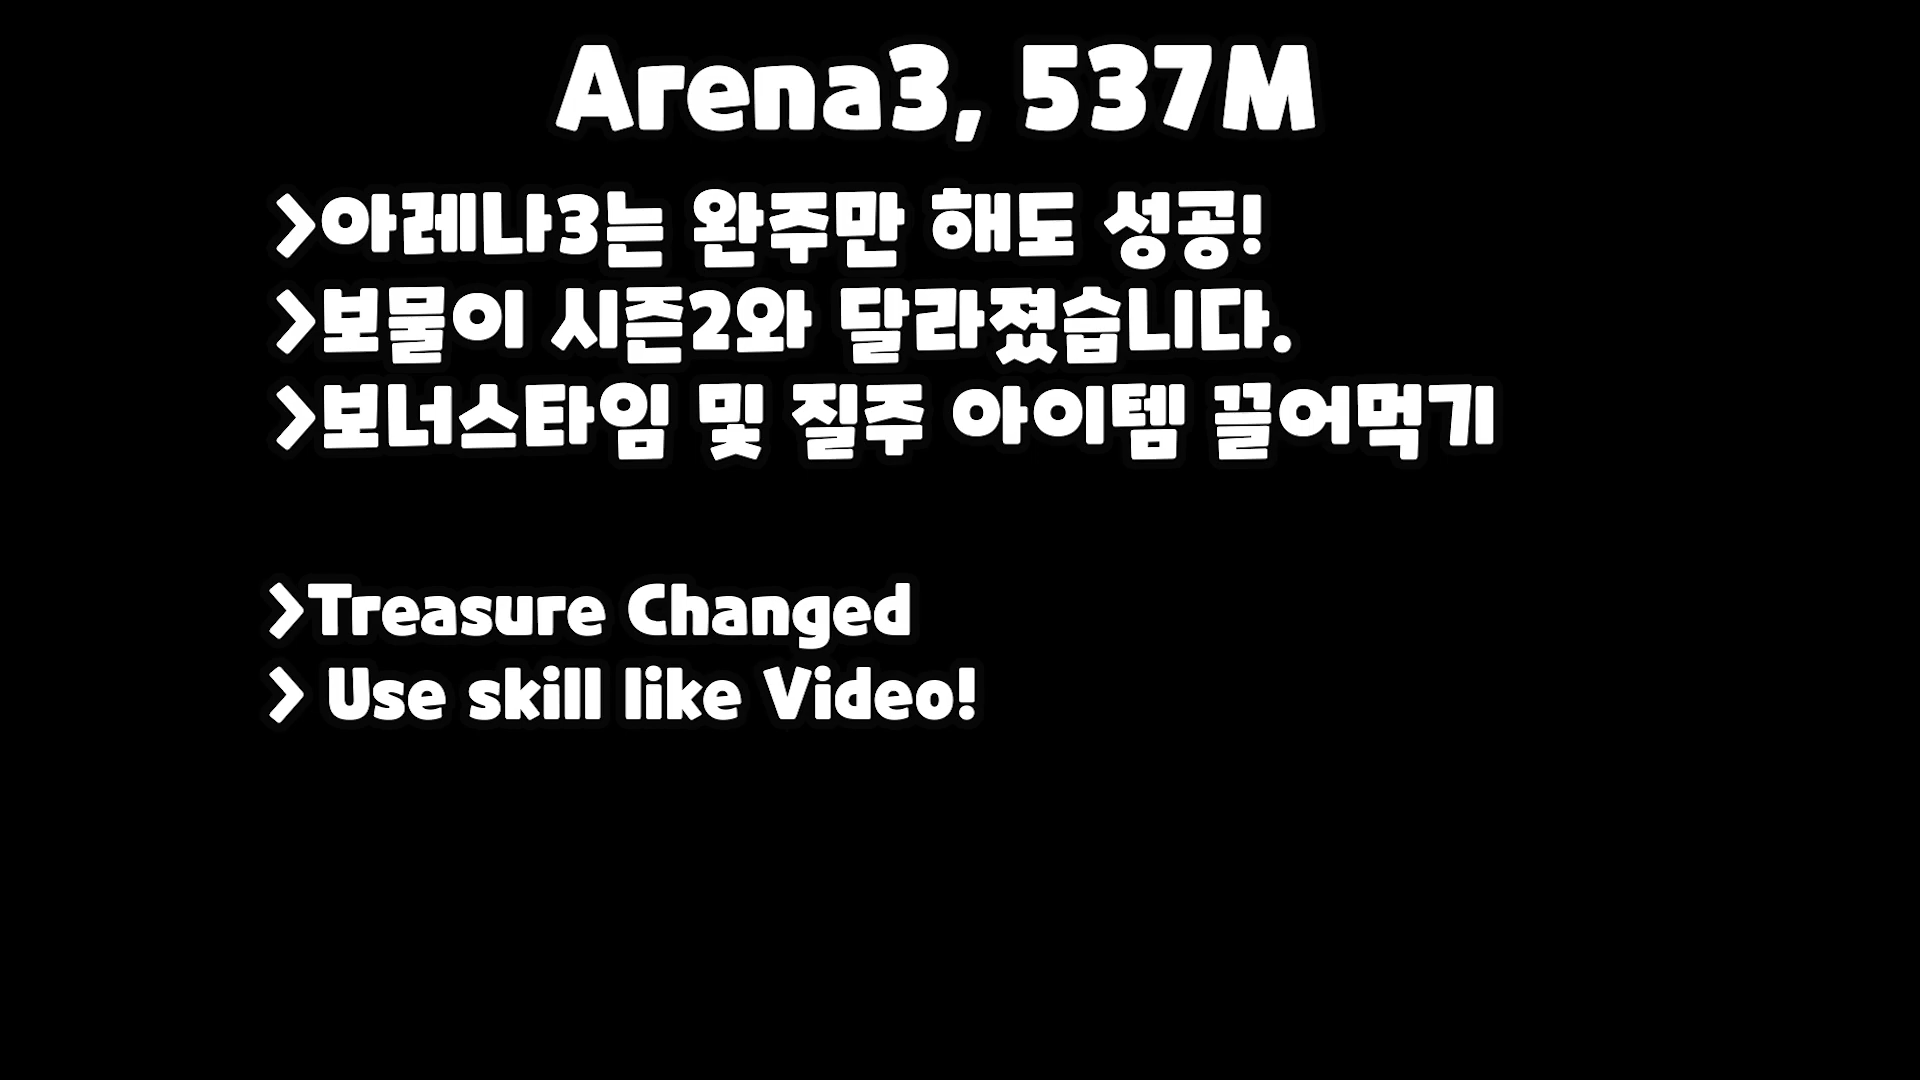 Arena3, 537M
>아레나3는 완주만 해도 성공!
>보물이 시즌2와 달라졌습니다.
>보너스타임 및 질주 아이템 끌어먹기
>Treasure Changed
> Use skill like Video!